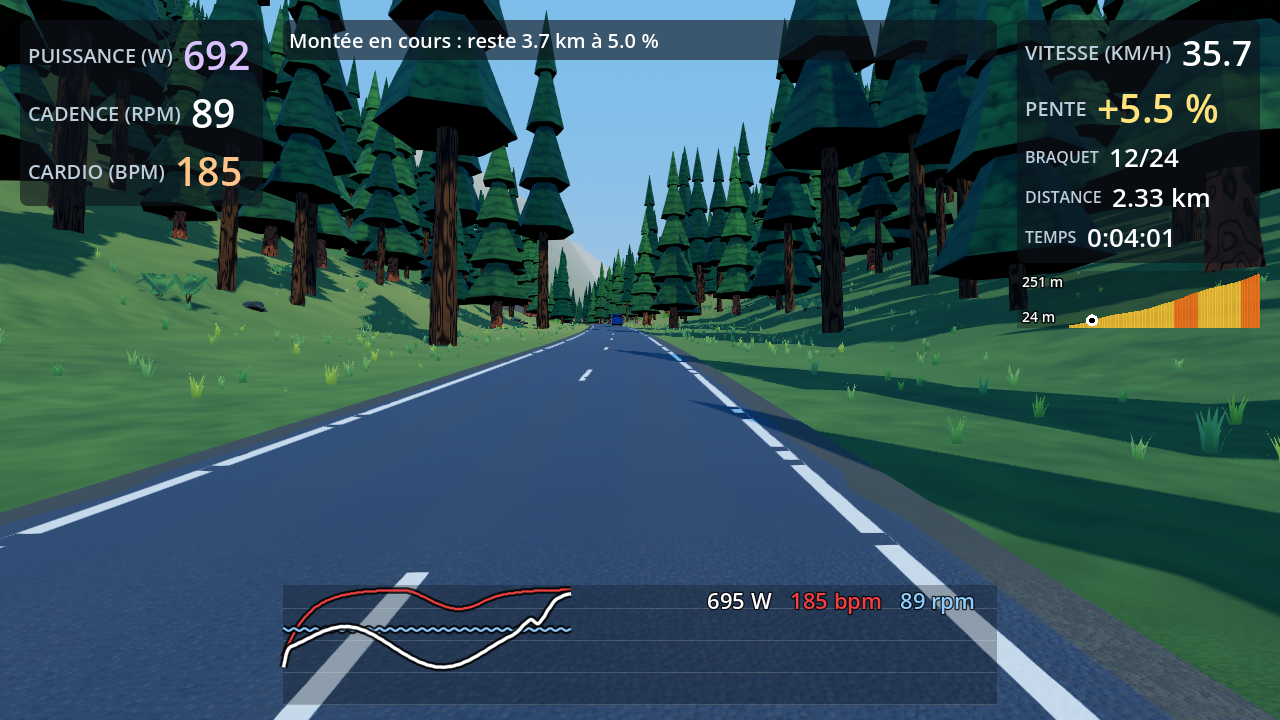 PUISSANCE (W) 692
CADENCE (RPM) 89
CARDIO (BPM) 185
Montée en cours : reste 3.7 km à 5.0 %
VITESSE (KM/H) 35.7
PENTE +5.5 %
BRAQUET 12/24
DISTANCE 2.33 km
TEMPS 0:04:01
251 m
24 m
695 W 185 bpm 89 rpm